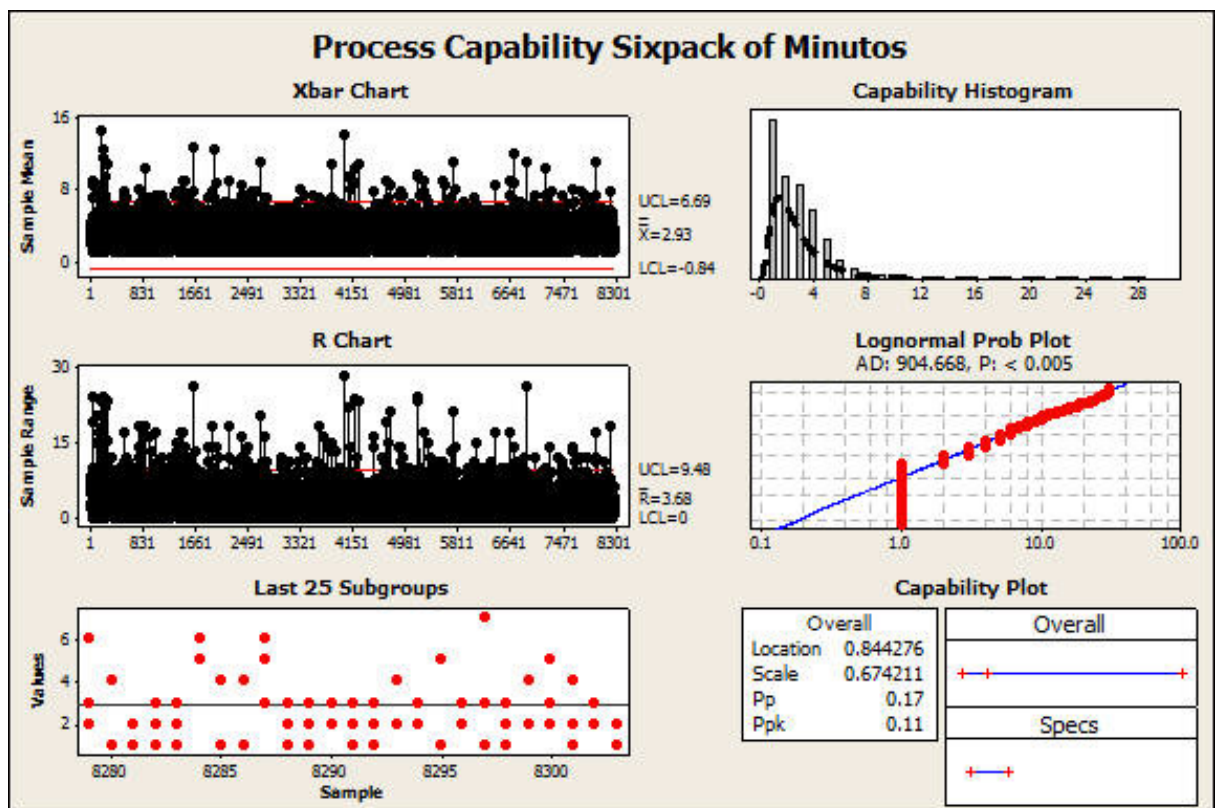 Process Capability Sixpack of Minutos
Xbar Chart
Sample Mean
16
8
0
UCL=6.69
X=2.93
LCL=-0.84
1 831 1661 2491 3321 4151 4981 5811 6641 7471 8301
R Chart
Sample Range
30
15
0
UCL=9.48
R=3.68
LCL=0
1 831 1661 2491 3321 4151 4981 5811 6641 7471 8301
Last 25 Subgroups
Values
6
4
2
8280 8285 8290 8295 8300
Sample
Capability Histogram
-0 4 8 12 16 20 24 28
Lognormal Prob Plot
AD: 904.668, P: < 0.005
0.1 1.0 10.0 100.0
Capability Plot
Overall
Location 0.844276
Scale 0.674211
Pp 0.17
Ppk 0.11
Overall
Specs